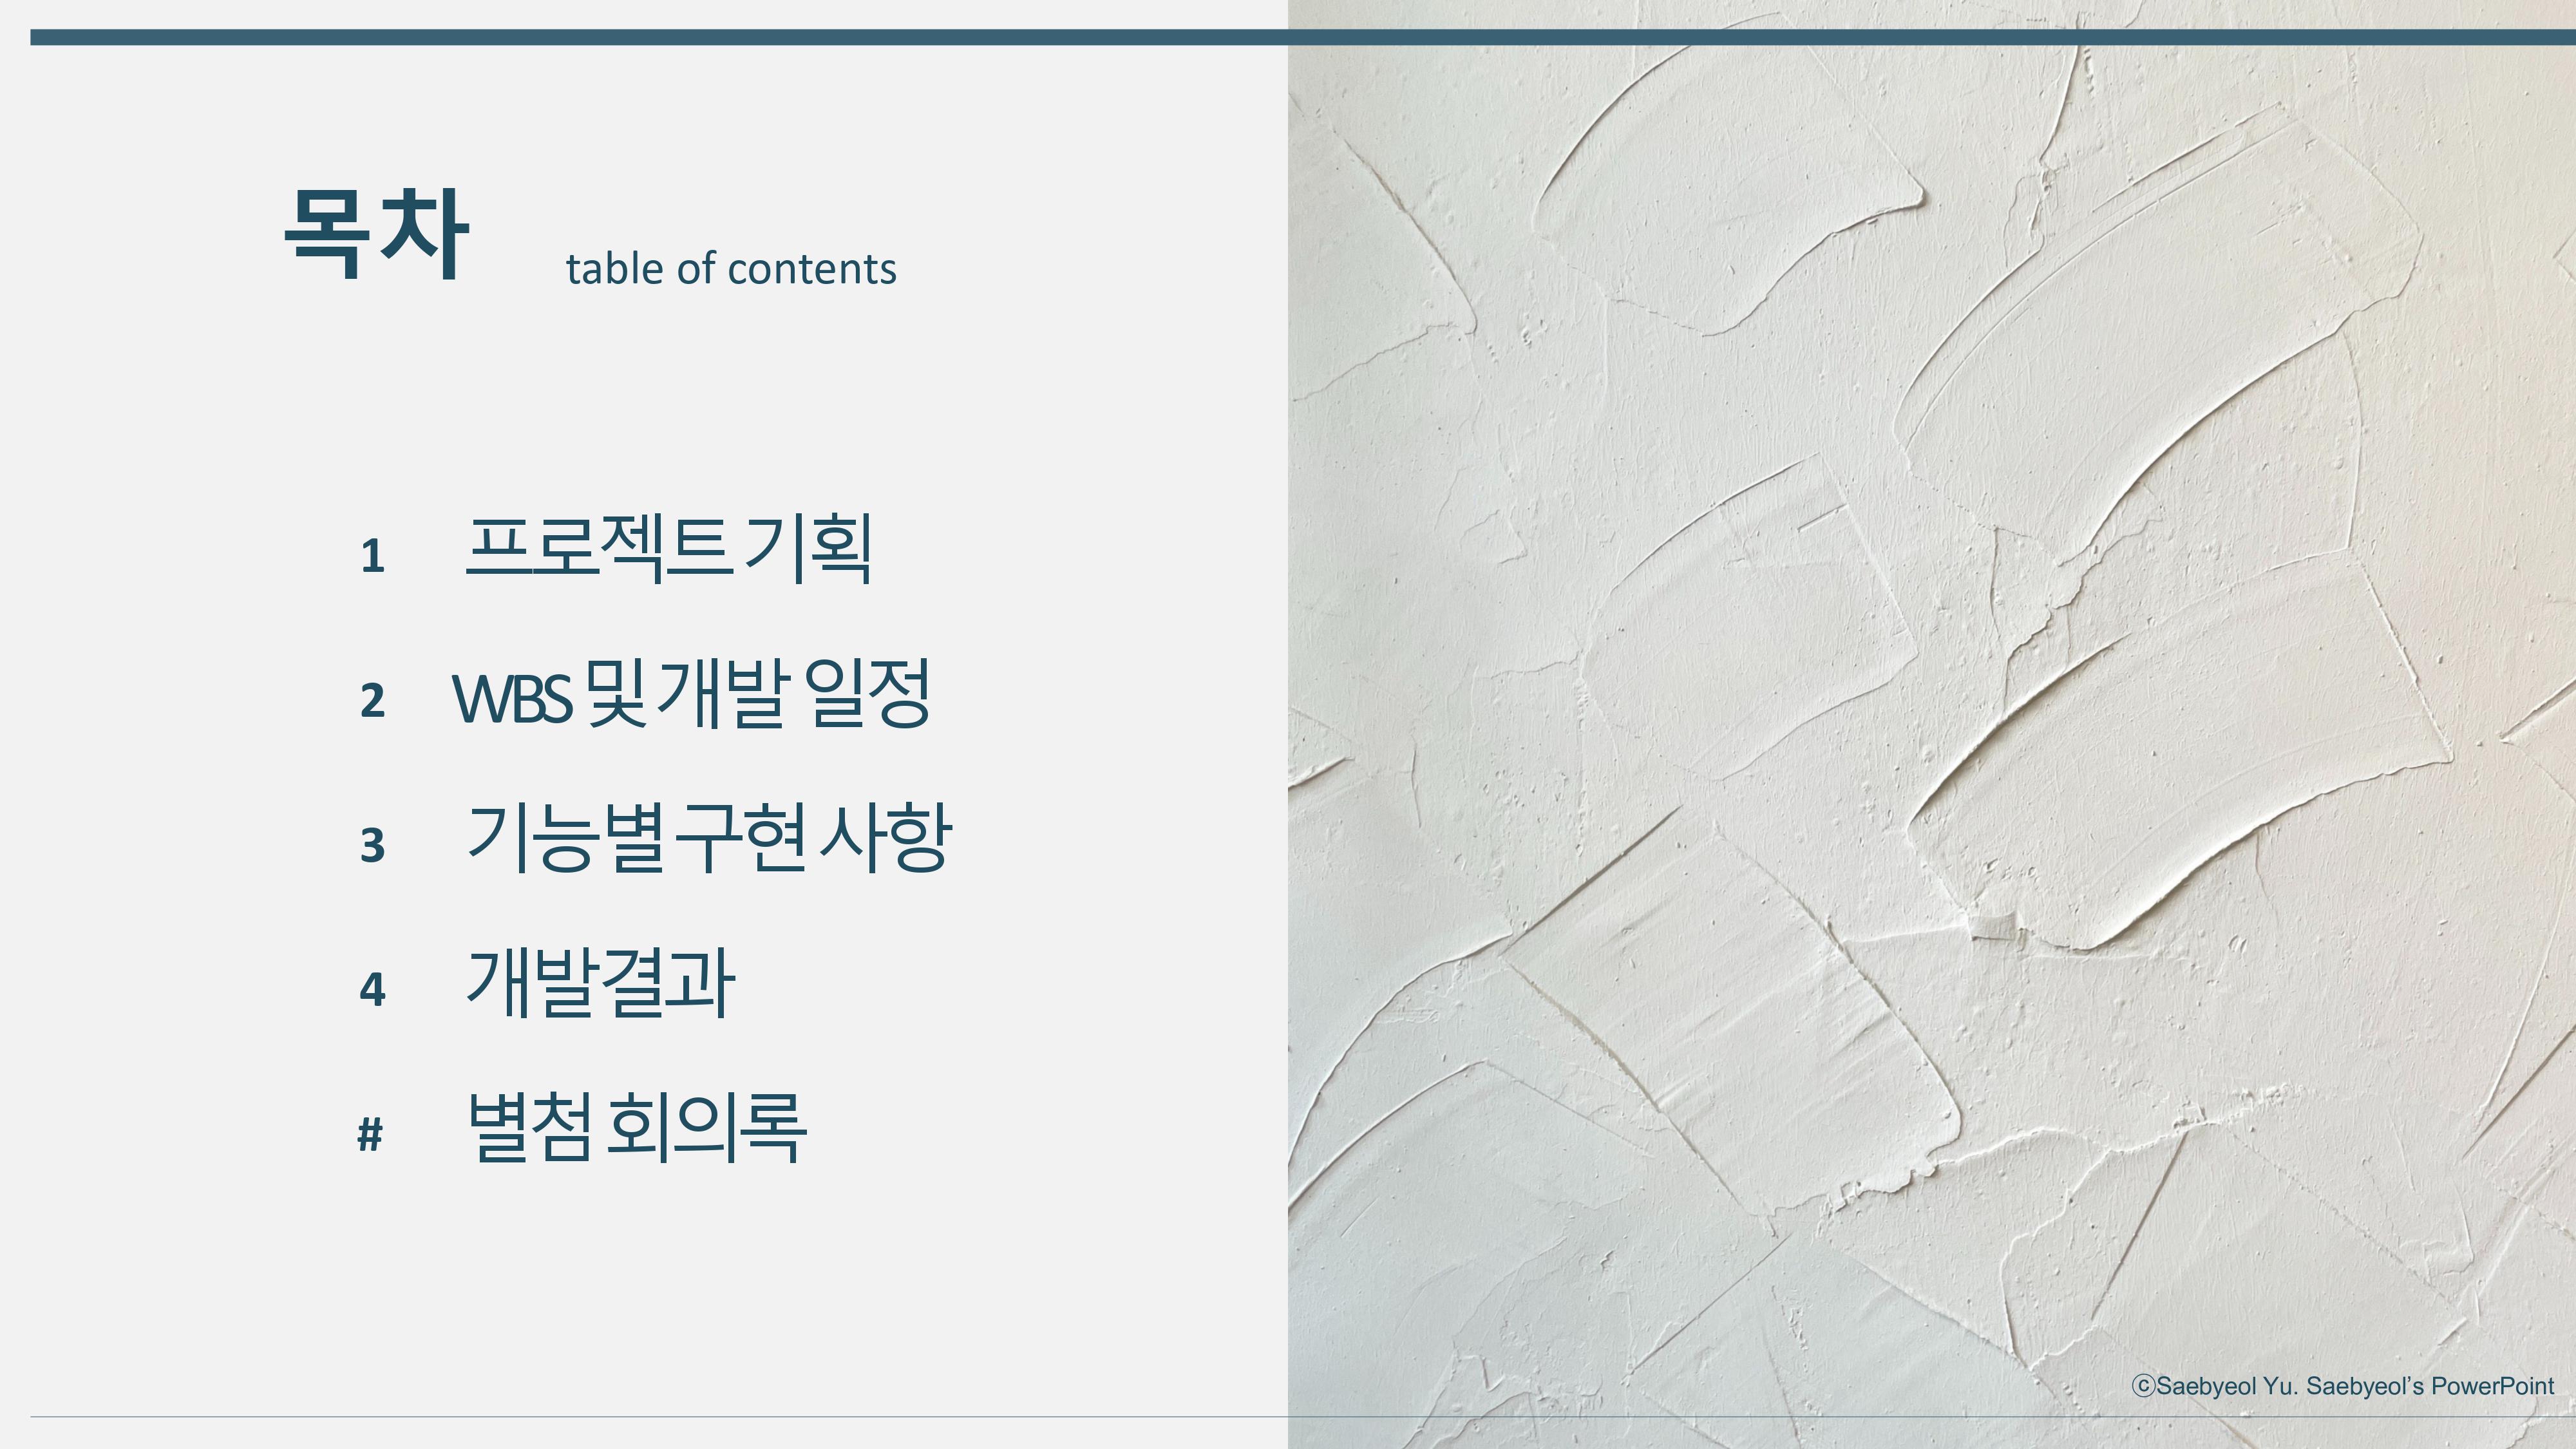 목차 table of contents
1 프로젝트 기획
2 WBS 및 개발 일정
3 기능별 구현 사항
4 개발결과
# 별첨 회의록
ⓒSaebyeol Yu. Saebyeol’s PowerPoint